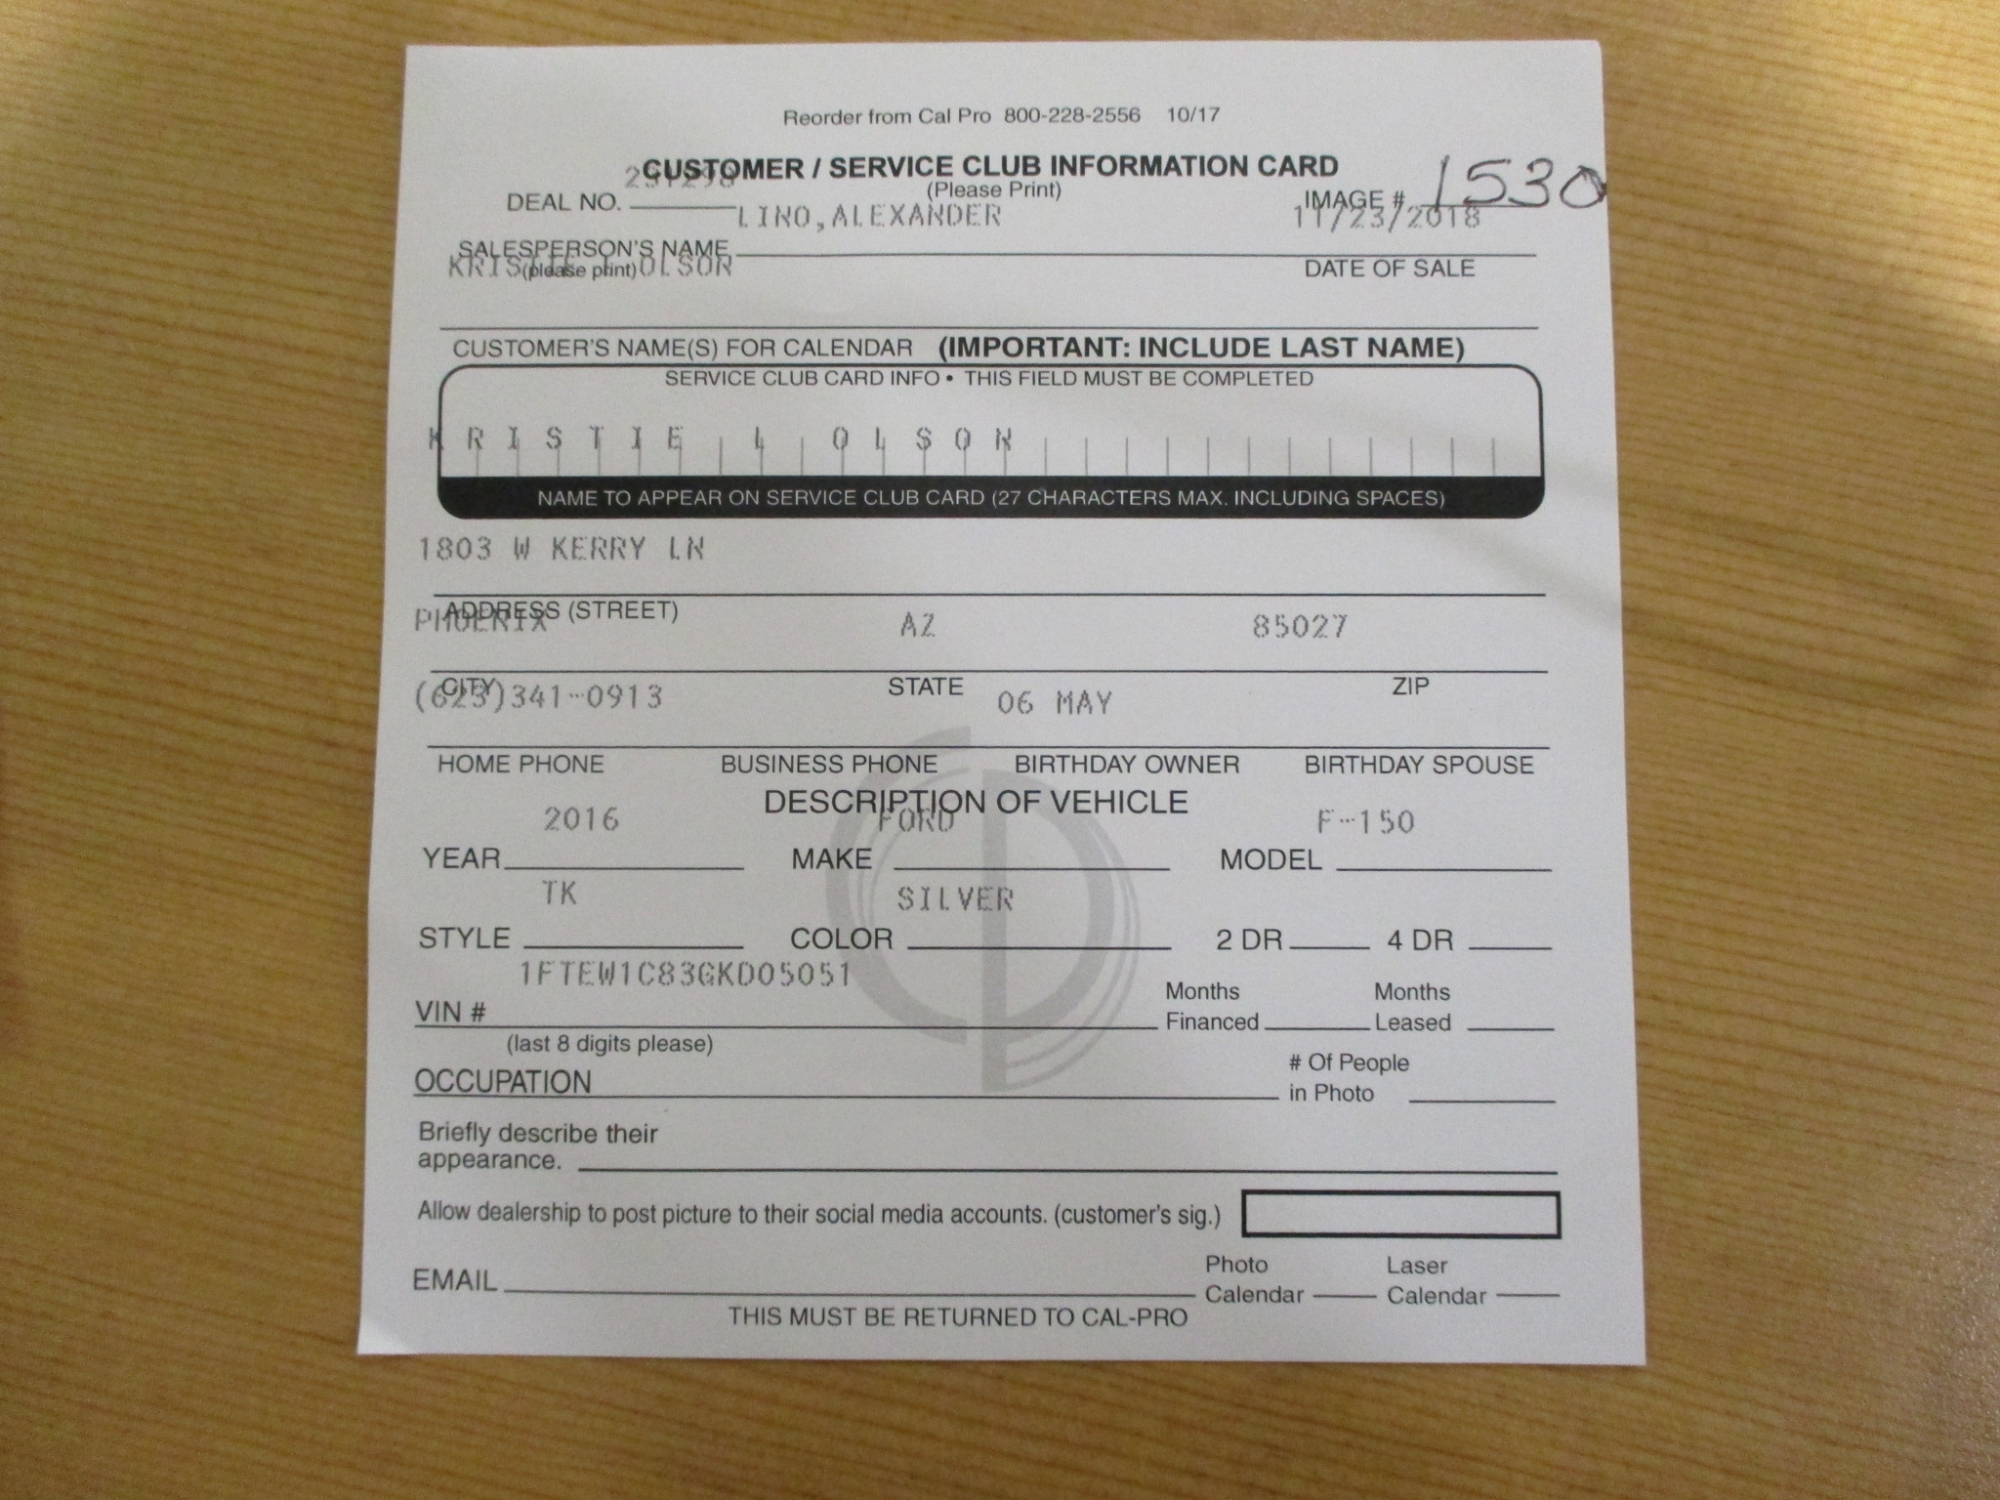 Reorder from Cal Pro 800-228-2556 10/17
CUSTOMER / SERVICE CLUB INFORMATION CARD
(Please Print)
DEAL NO.
IMAGE # 1530
LINO,ALEXANDER 11/23/2018
SALESPERSON'S NAME
(please print)
DATE OF SALE
KRISTIE L OLSON
CUSTOMER'S NAME(S) FOR CALENDAR (IMPORTANT: INCLUDE LAST NAME)
SERVICE CLUB CARD INFO • THIS FIELD MUST BE COMPLETED
KRISTIE L OLSON
NAME TO APPEAR ON SERVICE CLUB CARD (27 CHARACTERS MAX. INCLUDING SPACES)
1803 W KERRY LN
ADDRESS (STREET)
PHOENIX AZ 85027
CITY STATE ZIP
(623)341-0913 06 MAY
HOME PHONE BUSINESS PHONE BIRTHDAY OWNER BIRTHDAY SPOUSE
DESCRIPTION OF VEHICLE
2016 FORD F-150
YEAR MAKE MODEL
TK SILVER
STYLE COLOR 2 DR 4 DR
1FTEW1C83GKD05051
VIN # Months Financed Months Leased
(last 8 digits please)
OCCUPATION # Of People in Photo
Briefly describe their
appearance.
Allow dealership to post picture to their social media accounts. (customer's sig.)
EMAIL Photo Calendar Laser Calendar
THIS MUST BE RETURNED TO CAL-PRO